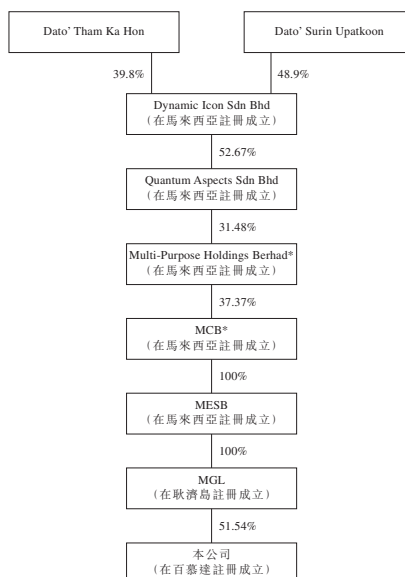 Dato’ Tham Ka Hon
Dato’ Surin Upatkoon
39.8%
48.9%
Dynamic Icon Sdn Bhd
(在馬來西亞註冊成立)
52.67%
Quantum Aspects Sdn Bhd
(在馬來西亞註冊成立)
31.48%
Multi-Purpose Holdings Berhad*
(在馬來西亞註冊成立)
37.37%
MCB*
(在馬來西亞註冊成立)
100%
MESB
(在馬來西亞註冊成立)
100%
MGL
(在耿濟島註冊成立)
51.54%
本公司
(在百慕達註冊成立)